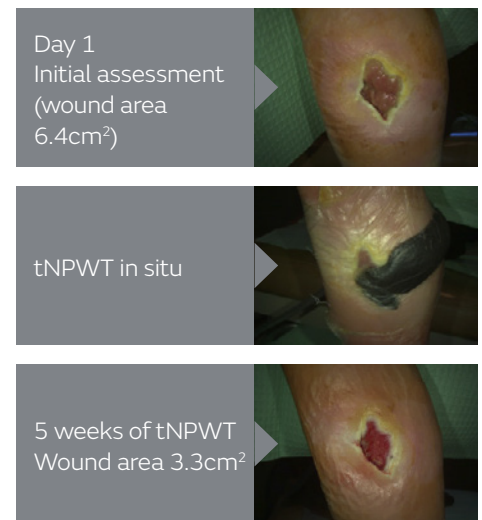 Day 1
Initial assessment
(wound area
6.4cm²)
tNPWT in situ
5 weeks of tNPWT
Wound area 3.3cm²